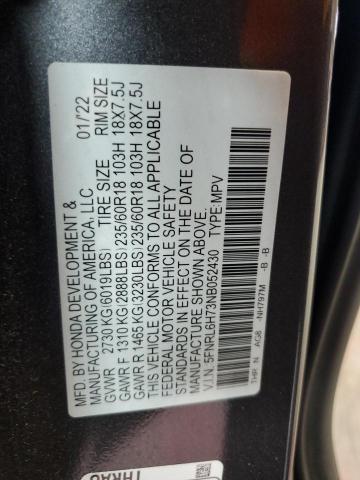 MFD. BY HONDA DEVELOPMENT &
MANUFACTURING OF AMERICA, LLC 01/'22
TIRE SIZE RIM SIZE
GVWR 2730 KG(6019LBS)
GAWR F 1310 KG(2888LBS) 235/60R18 103H 18X7.5J
GAWR R 1465 KG(3230LBS) 235/60R18 103H 18X7.5J
THIS VEHICLE CONFORMS TO ALL APPLICABLE
FEDERAL MOTOR VEHICLE SAFETY
STANDARDS IN EFFECT ON THE DATE OF
MANUFACTURE SHOWN ABOVE.
V.I.N. 5FNRL6H73NB052430 TYPE:MPV
THR N AG8 -NH797M -B -B